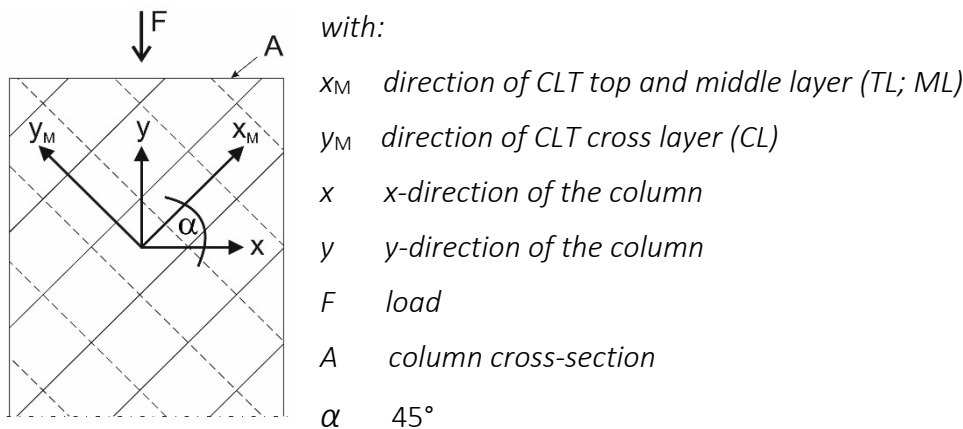 F
A
y_M
y
x_M
α
x
with:
x_M direction of CLT top and middle layer (TL; ML)
y_M direction of CLT cross layer (CL)
x x-direction of the column
y y-direction of the column
F load
A column cross-section
α 45°